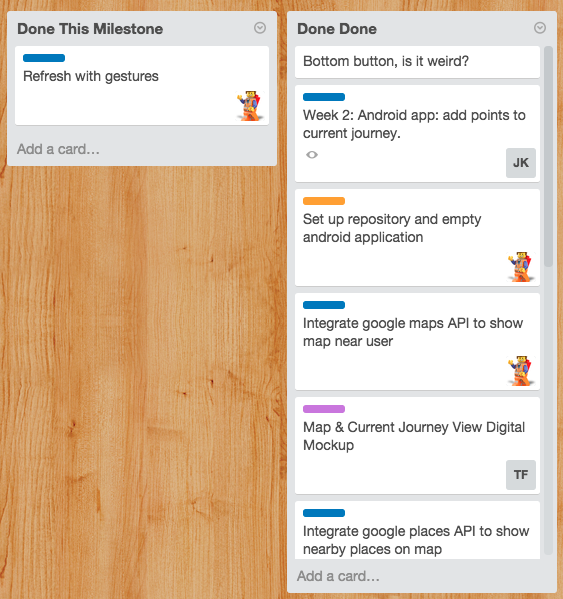 Done This Milestone
Refresh with gestures
Add a card…
Done Done
Bottom button, is it weird?
Week 2: Android app: add points to
current journey.
JK
Set up repository and empty
android application
Integrate google maps API to show
map near user
Map & Current Journey View Digital
Mockup
TF
Integrate google places API to show
nearby places on map
Add a card…